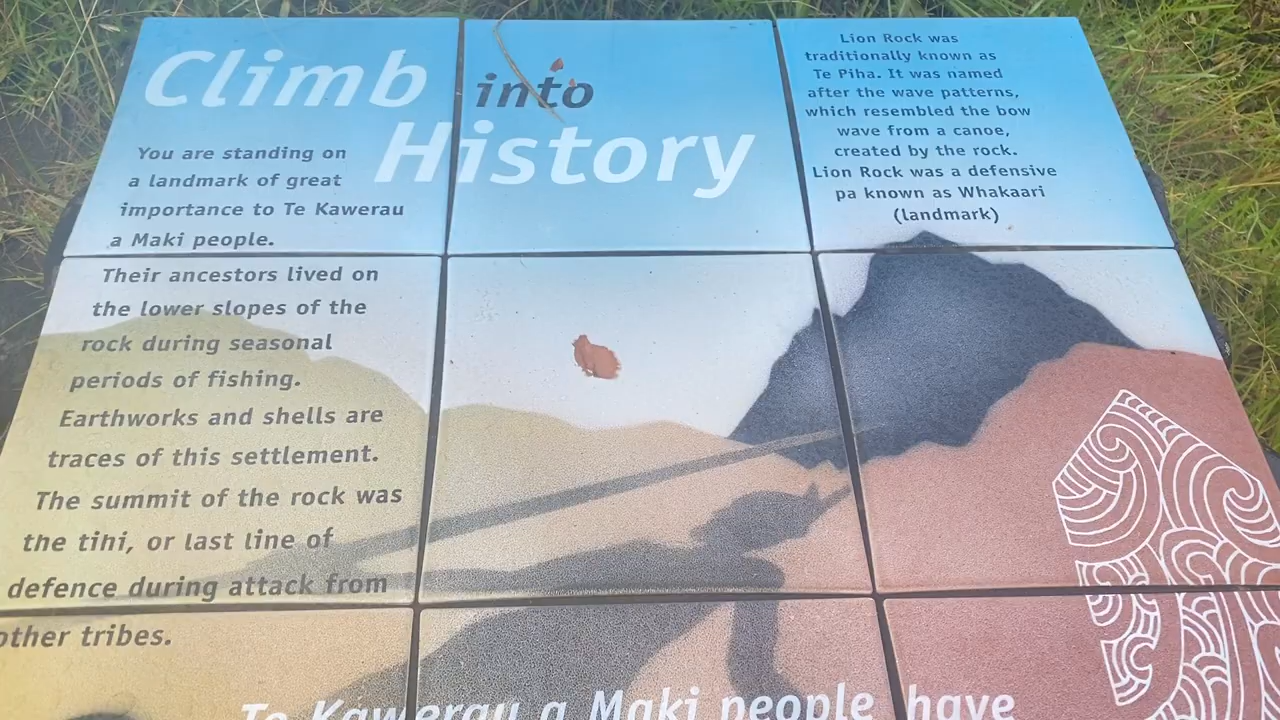 Climb into
History
You are standing on
a landmark of great
importance to Te Kawerau
a Maki people.
Their ancestors lived on
the lower slopes of the
rock during seasonal
periods of fishing.
Earthworks and shells are
traces of this settlement.
The summit of the rock was
the tihi, or last line of
defence during attack from
other tribes.
Lion Rock was
traditionally known as
Te Piha. It was named
after the wave patterns,
which resembled the bow
wave from a canoe,
created by the rock.
Lion Rock was a defensive
pa known as Whakaari
(landmark)
Te Kawerau a Maki people have